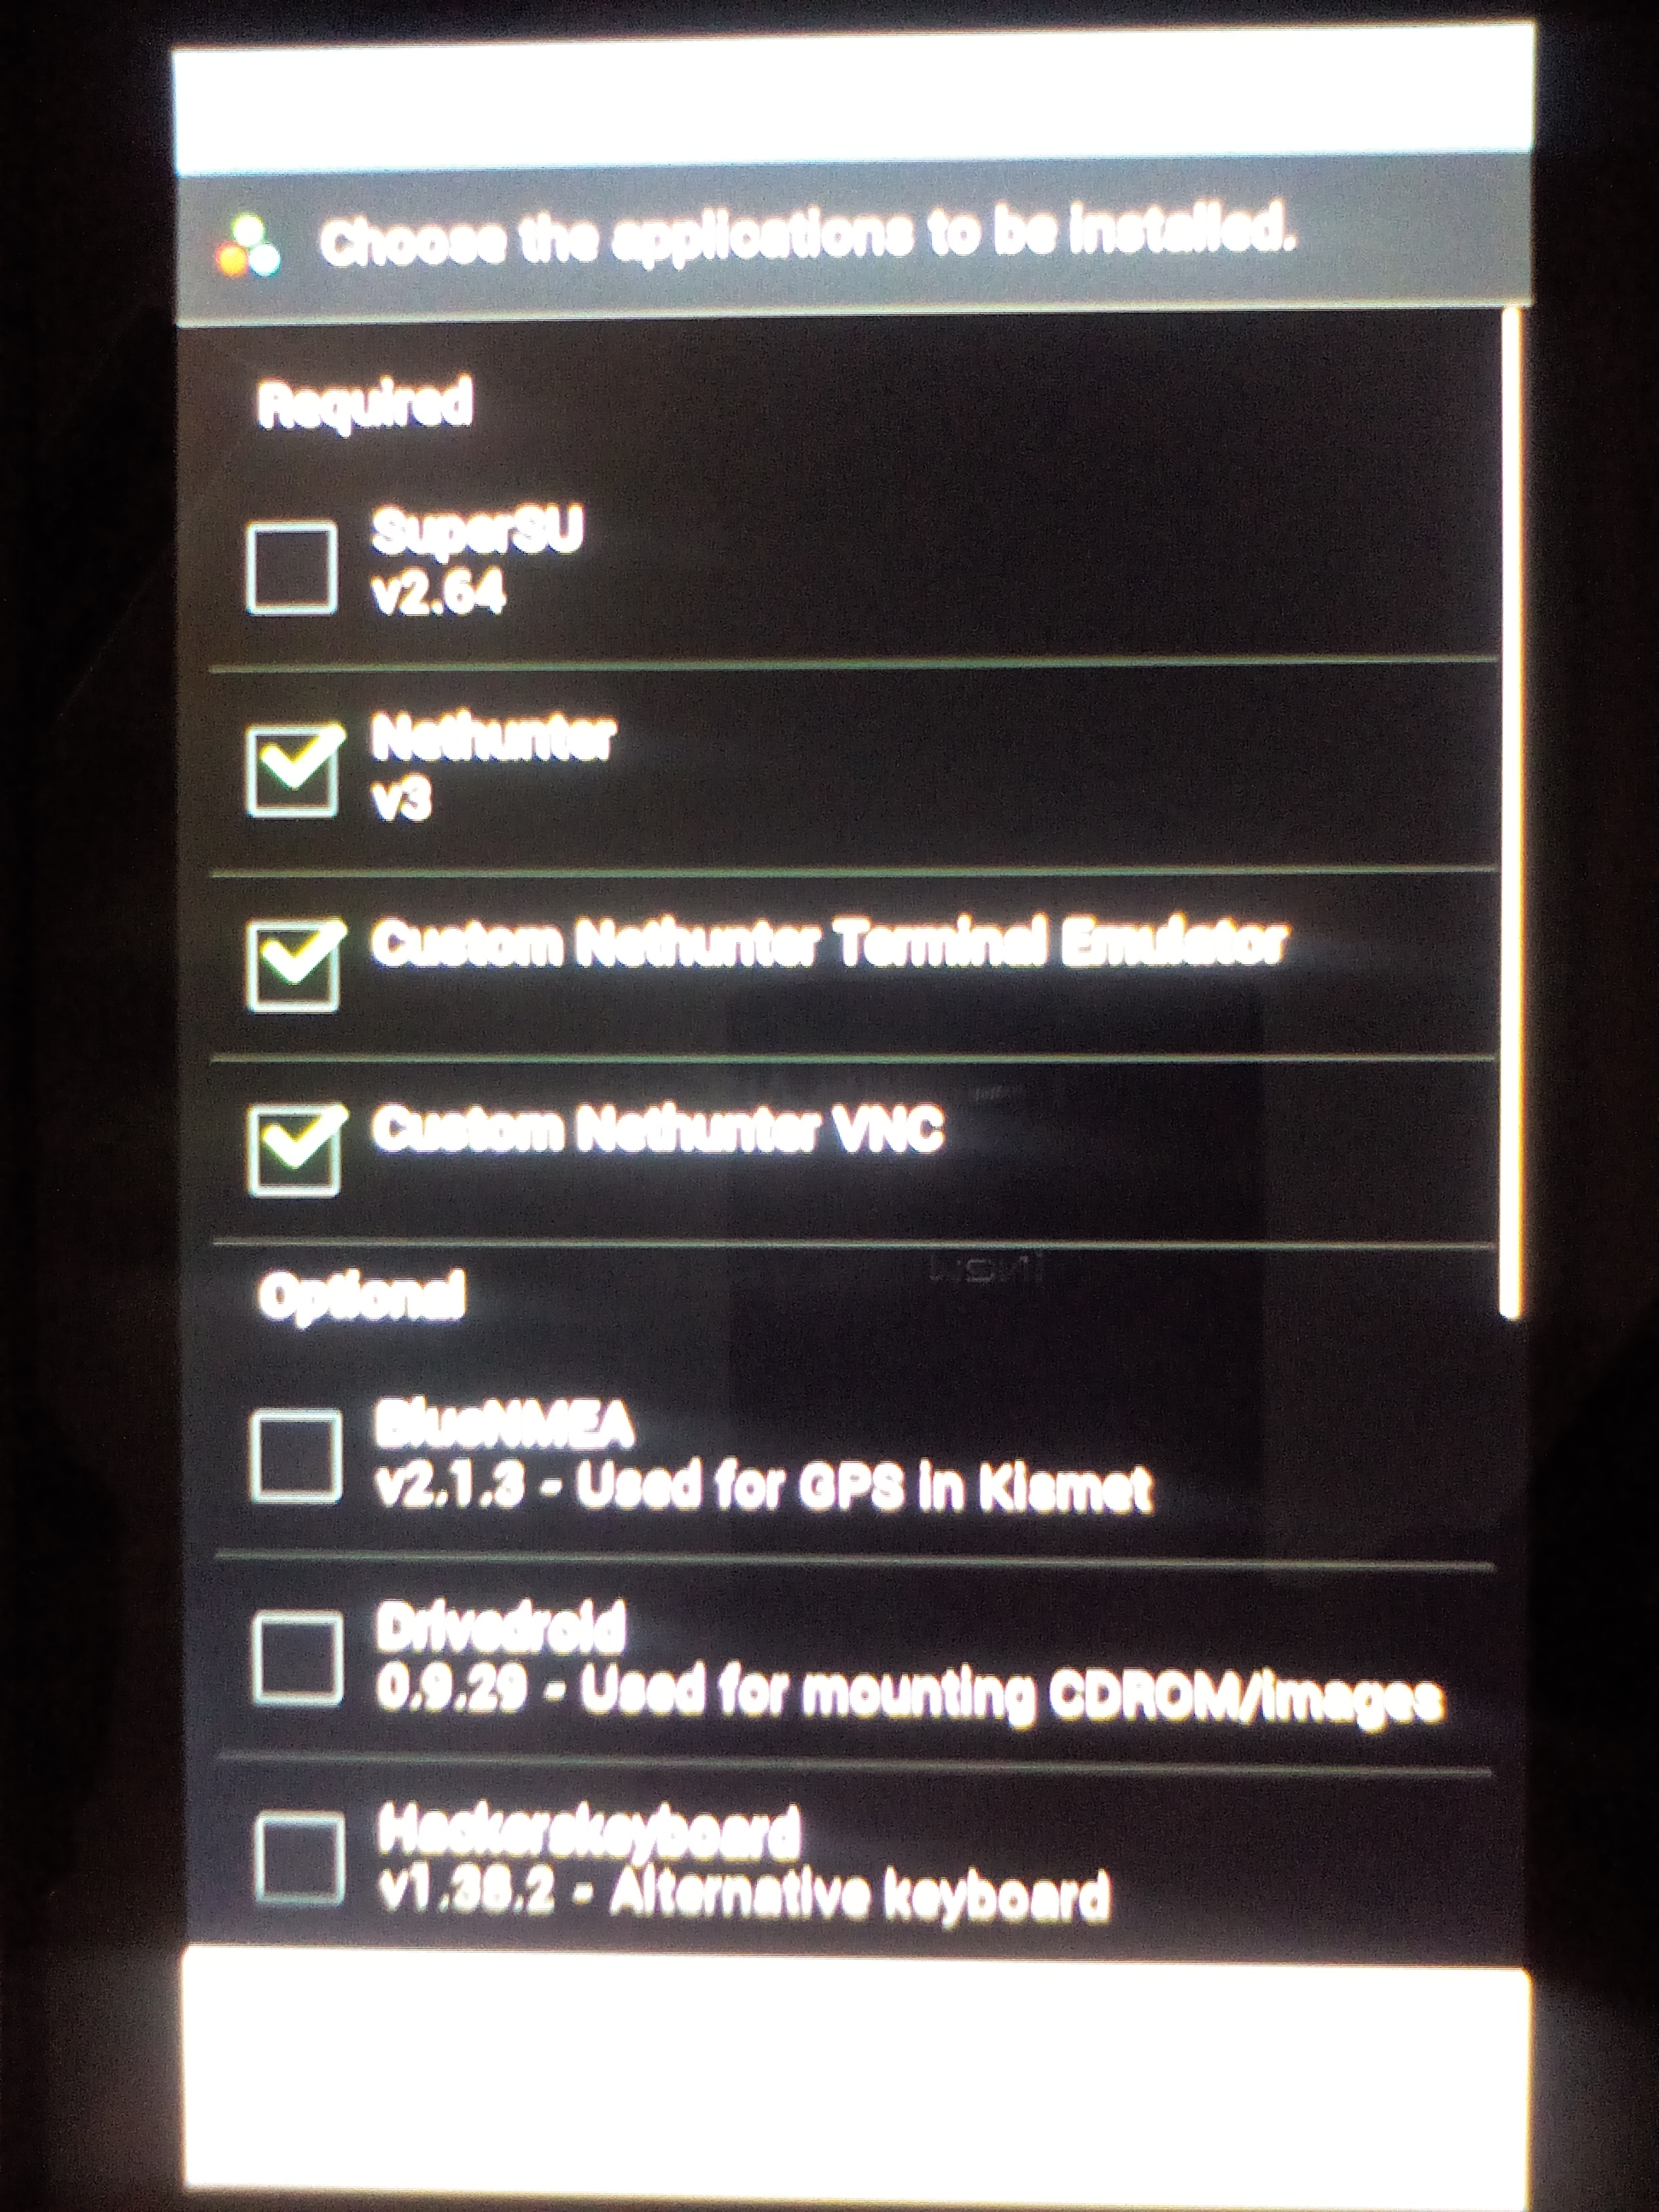 Choose the applications to be installed.
Required
SuperSU
v2.64
Nethunter
v3
Custom Nethunter Terminal Emulator
Custom Nethunter VNC
Optional
BlueNMEA
v2.1.3 - Used for GPS in Kismet
Drivedroid
0.9.29 - Used for mounting CDROM/images
Hackerskeyboard
v1.38.2 - Alternative keyboard